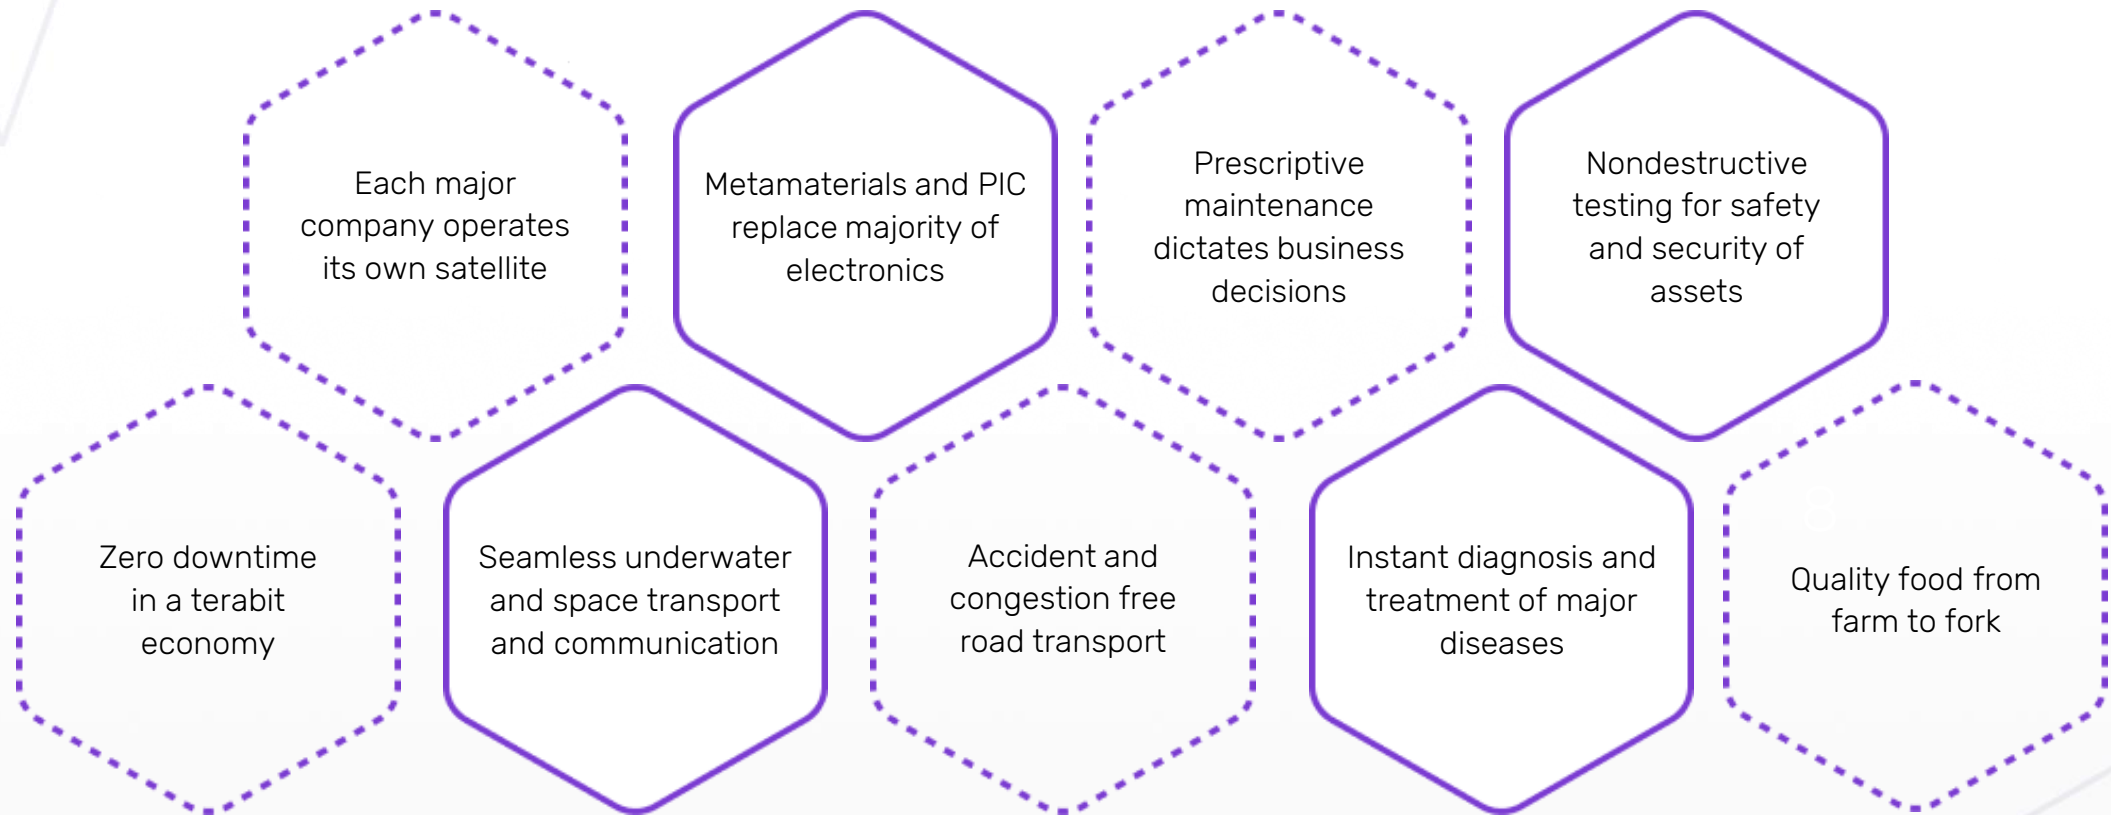 Each major
company operates
its own satellite
Metamaterials and PIC
replace majority of
electronics
Prescriptive
maintenance
dictates business
decisions
Nondestructive
testing for safety
and security of
assets
Zero downtime
in a terabit
economy
Seamless underwater
and space transport
and communication
Accident and
congestion free
road transport
Instant diagnosis and
treatment of major
diseases
8
Quality food from
farm to fork